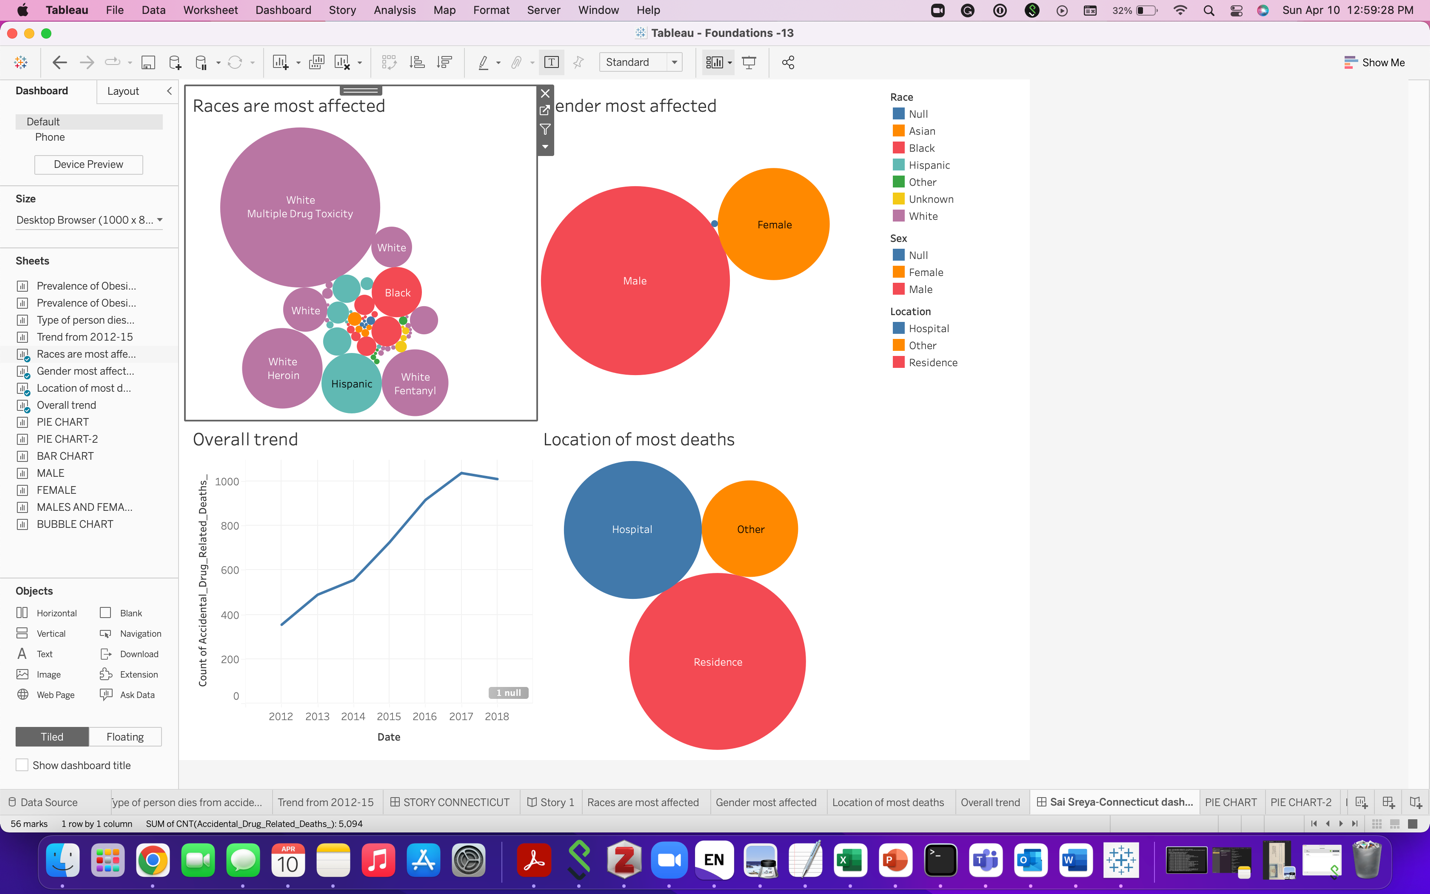 Tableau File Data Worksheet Dashboard Story Analysis Map Format Server Window Help 32% Sun Apr 10 12:59:28 PM
Tableau - Foundations -13
Standard
Show Me
Dashboard
Layout
Default
Phone
Device Preview
Size
Desktop Browser (1000 x 8...
Sheets
Prevalence of Obesi...
Prevalence of Obesi...
Type of person dies...
Trend from 2012-15
Races are most affe...
Gender most affect...
Location of most d...
Overall trend
PIE CHART
PIE CHART-2
BAR CHART
MALE
FEMALE
MALES AND FEMA...
BUBBLE CHART
Objects
Horizontal
Blank
Vertical
Navigation
Text
Download
Image
Extension
Web Page
Ask Data
Tiled
Floating
Show dashboard title
Races are most affected
White
Multiple Drug Toxicity
White
Black
White
White
Heroin
Hispanic
White
Fentanyl
ender most affected
Male
Female
Race
Null
Asian
Black
Hispanic
Other
Unknown
White
Sex
Null
Female
Male
Location
Hospital
Other
Residence
Overall trend
Count of Accidental_Drug_Related_Deaths_
1000
800
600
400
200
0
1 null
2012 2013 2014 2015 2016 2017 2018
Date
Location of most deaths
Hospital
Other
Residence
Data Source
ype of person dies from accide...
Trend from 2012-15
STORY CONNECTICUT
Story 1
Races are most affected
Gender most affected
Location of most deaths
Overall trend
Sai Sreya-Connecticut dash...
PIE CHART
PIE CHART-2
56 marks 1 row by 1 column SUM of CNT(Accidental_Drug_Related_Deaths_): 5,094
APR
10
EN